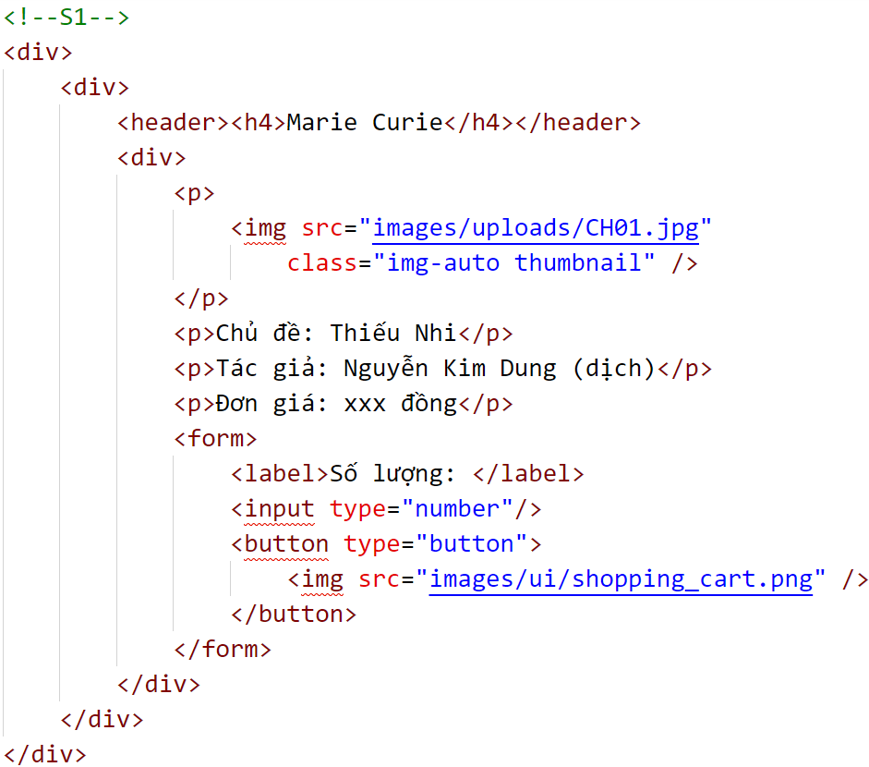 <!--S1-->
<div>
    <div>
        <header><h4>Marie Curie</h4></header>
        <div>
            <p>
                <img src="images/uploads/CH01.jpg"
                    class="img-auto thumbnail" />
            </p>
            <p>Chủ đề: Thiếu Nhi</p>
            <p>Tác giả: Nguyễn Kim Dung (dịch)</p>
            <p>Đơn giá: xxx đồng</p>
            <form>
                <label>Số lượng: </label>
                <input type="number"/>
                <button type="button">
                    <img src="images/ui/shopping_cart.png" />
                </button>
            </form>
        </div>
    </div>
</div>